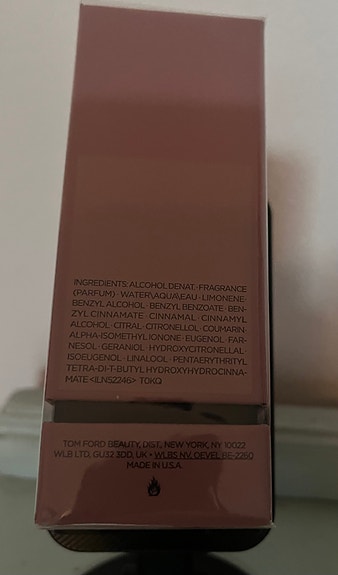 INGREDIENTS: ALCOHOL DENAT. · FRAGRANCE
(PARFUM) · WATER\AQUA\EAU · LIMONENE ·
BENZYL ALCOHOL · BENZYL BENZOATE · BEN-
ZYL CINNAMATE · CINNAMAL · CINNAMYL
ALCOHOL · CITRAL · CITRONELLOL · COUMARIN ·
ALPHA-ISOMETHYL IONONE · EUGENOL · FAR-
NESOL · GERANIOL · HYDROXYCITRONELLAL ·
ISOEUGENOL · LINALOOL · PENTAERYTHRITYL
TETRA-DI-T-BUTYL HYDROXYHYDROCINNA-
MATE <ILN52246> TOKQ
TOM FORD BEAUTY, DIST., NEW YORK, NY 10022
WLB LTD, GU32 3DD, UK • WLBS NV, OEVEL BE-2260
MADE IN U.S.A.